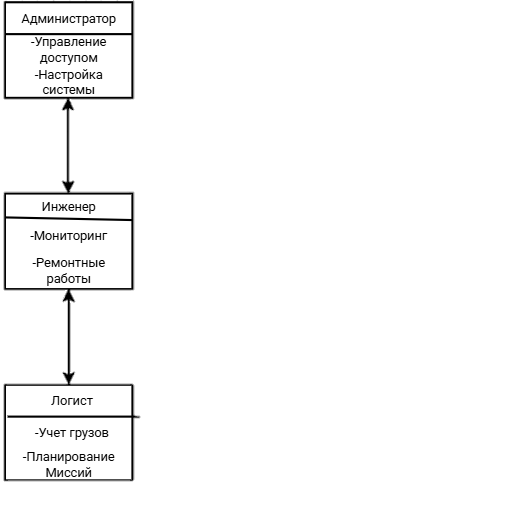 Администратор
-Управление
доступом
-Настройка
системы
Инженер
-Мониторинг
-Ремонтные
работы
Логист
-Учет грузов
-Планирование
Миссий